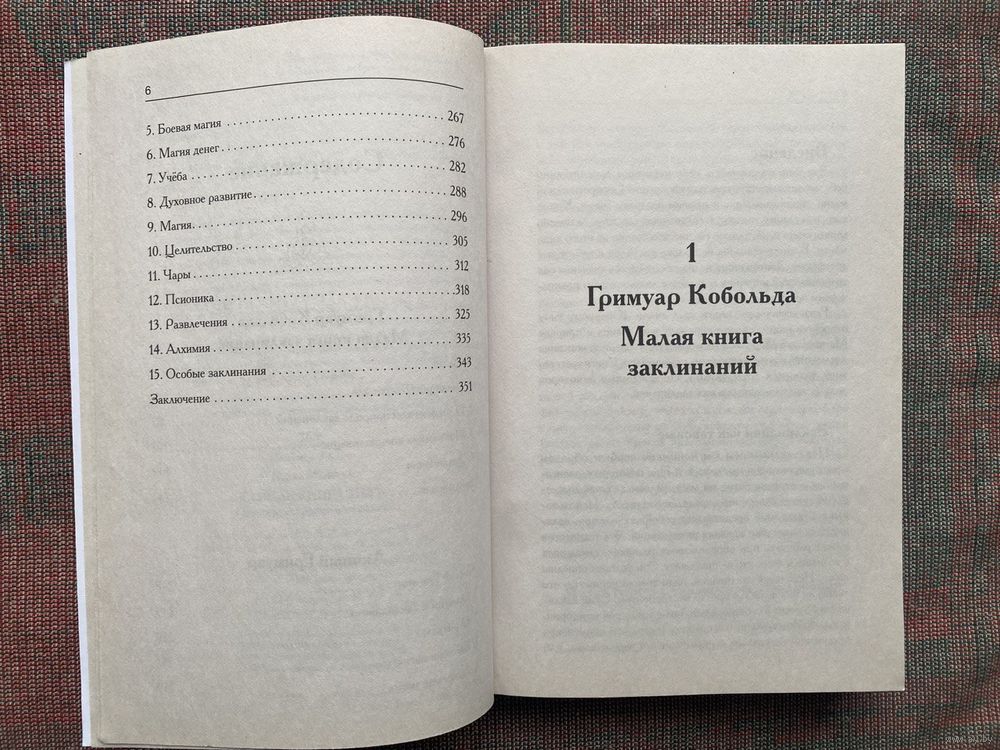 6
5. Боевая магия . . . . . . . . . . . . . . . . . . . . . . . . . . . . . . . . 267
6. Магия денег . . . . . . . . . . . . . . . . . . . . . . . . . . . . . . . . 276
7. Учёба . . . . . . . . . . . . . . . . . . . . . . . . . . . . . . . . 282
8. Духовное развитие . . . . . . . . . . . . . . . . . . . . . . . . . . . . 288
9. Магия. . . . . . . . . . . . . . . . . . . . . . . . . . . . . . . . 296
10. Целительство . . . . . . . . . . . . . . . . . . . . . . . . . . . . . . 305
11. Чары . . . . . . . . . . . . . . . . . . . . . . . . . . . . . . . . 312
12. Псионика . . . . . . . . . . . . . . . . . . . . . . . . . . . . . . . .318
13. Развлечения . . . . . . . . . . . . . . . . . . . . . . . . . . . . . . 325
14. Алхимия . . . . . . . . . . . . . . . . . . . . . . . . . . . . . . . . 335
15. Особые заклинания . . . . . . . . . . . . . . . . . . . . . . . . . . 343
Заключение . . . . . . . . . . . . . . . . . . . . . . . . . . . . . . . . 351
1
Гримуар Кобольда
Малая книга
заклинаний